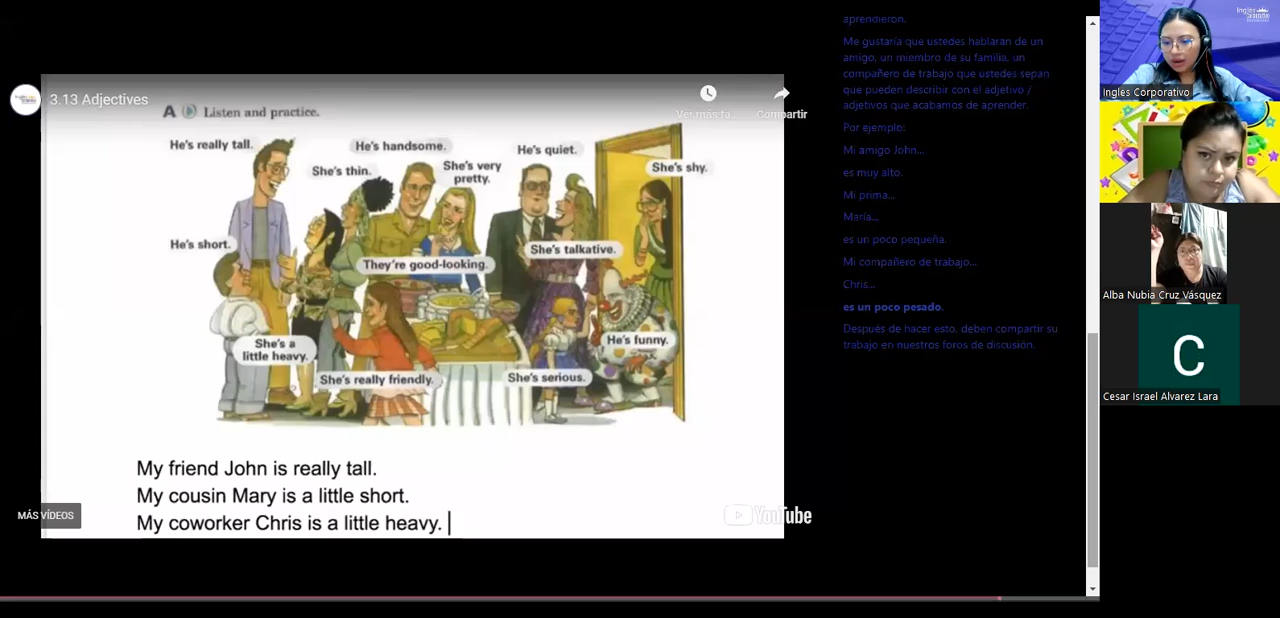 3.13 Adjectives
A Listen and practice.
Ver más ta...
Compartir
He's really tall.
He's handsome.
He's quiet.
She's thin.
She's very
pretty.
She's shy.
He's short.
She's talkative.
They're good-looking.
She's a
little heavy.
He's funny.
She's really friendly.
She's serious.
My friend John is really tall.
My cousin Mary is a little short.
My coworker Chris is a little heavy.
MÁS VÍDEOS
YouTube
aprendieron.
Me gustaría que ustedes hablaran de un
amigo, un miembro de su familia, un
compañero de trabajo que ustedes sepan
que pueden describir con el adjetivo /
adjetivos que acabamos de aprender.
Por ejemplo:
Mi amigo John...
es muy alto.
Mi prima...
María...
es un poco pequeña.
Mi compañero de trabajo...
Chris...
es un poco pesado.
Después de hacer esto, deben compartir su
trabajo en nuestros foros de discusión.
Ingles Corporativo
Alba Nubia Cruz Vásquez
C
Cesar Israel Alvarez Lara